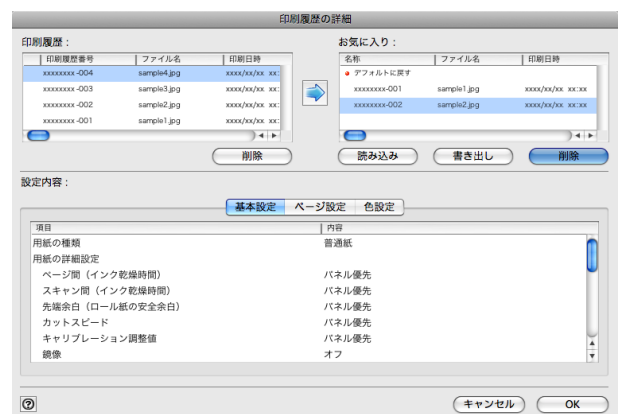 印刷履歴の詳細
印刷履歴：
印刷履歴番号 ファイル名 印刷日時
xxxxxxxx -004 sample4.jpg xxxx/xx/xx xx:
xxxxxxxx -003 sample3.jpg xxxx/xx/xx xx:
xxxxxxxx -002 sample2.jpg xxxx/xx/xx xx:
xxxxxxxx -001 sample1.jpg xxxx/xx/xx xx:
削除
お気に入り：
名称 ファイル名 印刷日時
デフォルトに戻す
xxxxxxxx-001 sample1.jpg xxxx/xx/xx xx:xx
xxxxxxxx-002 sample2.jpg xxxx/xx/xx xx:xx
読み込み 書き出し 削除
設定内容：
基本設定 ページ設定 色設定
項目 内容
用紙の種類 普通紙
用紙の詳細設定
ページ間（インク乾燥時間） パネル優先
スキャン間（インク乾燥時間） パネル優先
先端余白（ロール紙の安全余白） パネル優先
カットスピード パネル優先
キャリブレーション調整値 パネル優先
鏡像 オフ
?
キャンセル OK